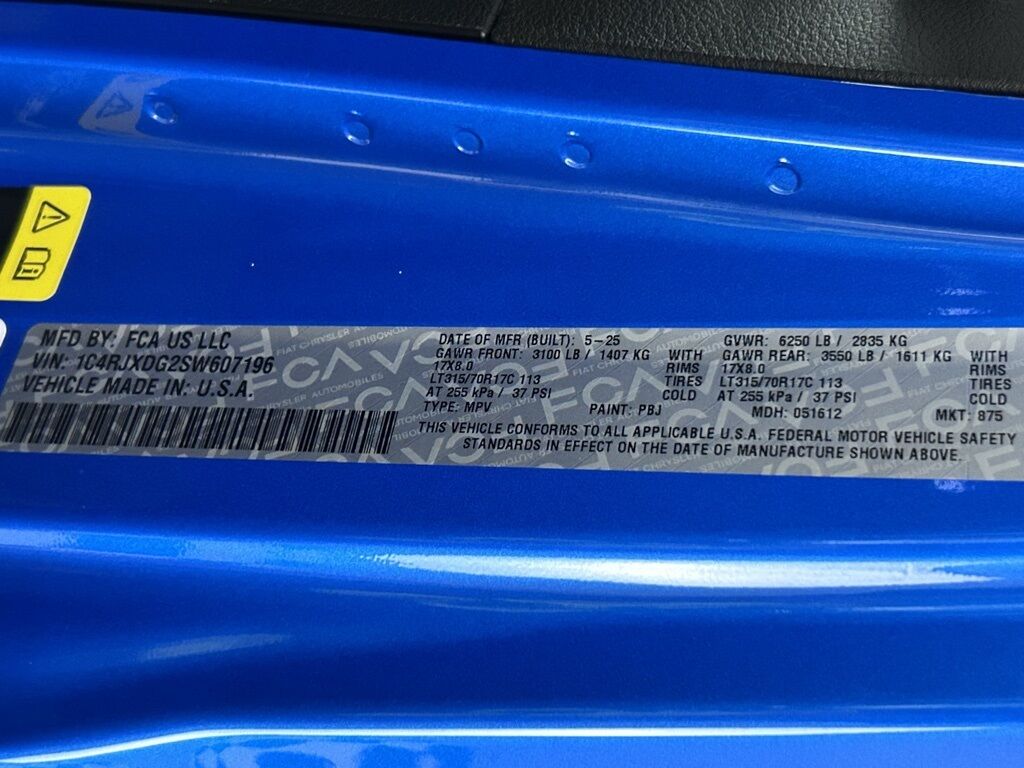 MFD BY: FCA US LLC
VIN: 1C4RJXDG2SW607196
VEHICLE MADE IN: U.S.A.
DATE OF MFR (BUILT): 5-25
GAWR FRONT: 3100 LB / 1407 KG WITH
17X8.0 RIMS
LT315/70R17C 113 TIRES
AT 255 kPa / 37 PSI COLD
TYPE: MPV PAINT: PBJ
GVWR: 6250 LB / 2835 KG
GAWR REAR: 3550 LB / 1611 KG WITH
17X8.0 RIMS
LT315/70R17C 113 TIRES
AT 255 kPa / 37 PSI COLD
MDH: 051612 MKT: 875
THIS VEHICLE CONFORMS TO ALL APPLICABLE U.S.A. FEDERAL MOTOR VEHICLE SAFETY
STANDARDS IN EFFECT ON THE DATE OF MANUFACTURE SHOWN ABOVE.